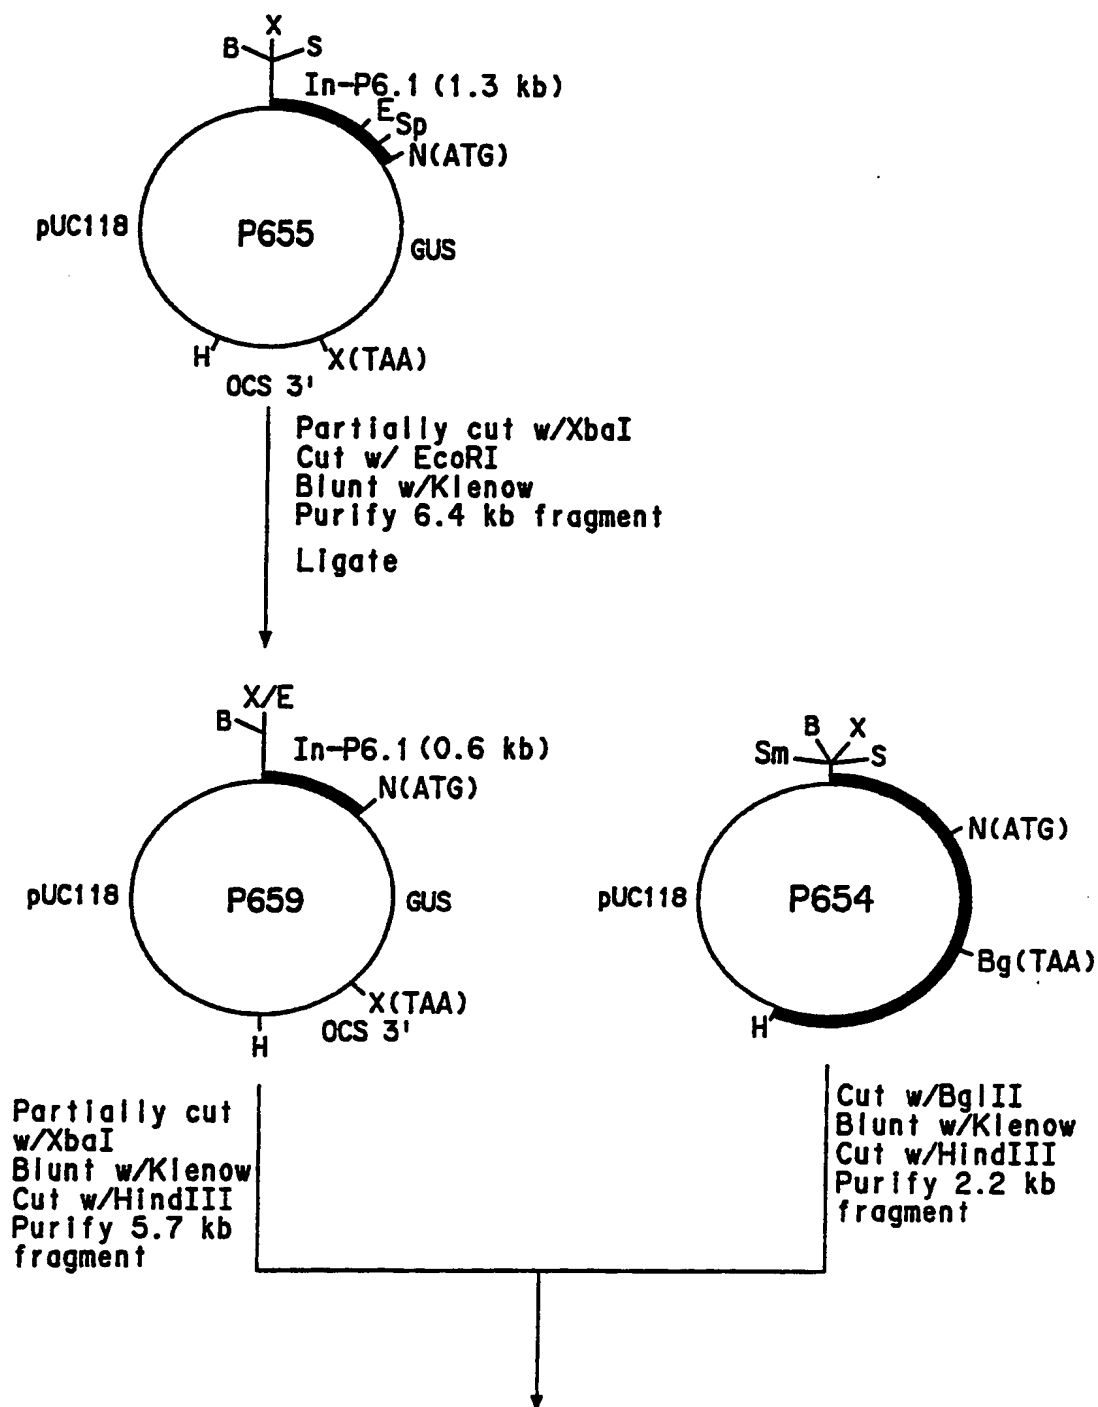 X
B S
In-P6.1 (1.3 kb)
E
Sp
N(ATG)
pUC118
P655
GUS
H
X(TAA)
OCS 3'
Partially cut w/XbaI
Cut w/ EcoRI
Blunt w/Klenow
Purify 6.4 kb fragment
Ligate
X/E
B
In-P6.1 (0.6 kb)
N(ATG)
pUC118
P659
GUS
X(TAA)
OCS 3'
H
B X
Sm S
N(ATG)
pUC118
P654
Bg(TAA)
H
Partially cut
w/XbaI
Blunt w/Klenow
Cut w/HindIII
Purify 5.7 kb
fragment
Cut w/BglII
Blunt w/Klenow
Cut w/HindIII
Purify 2.2 kb
fragment